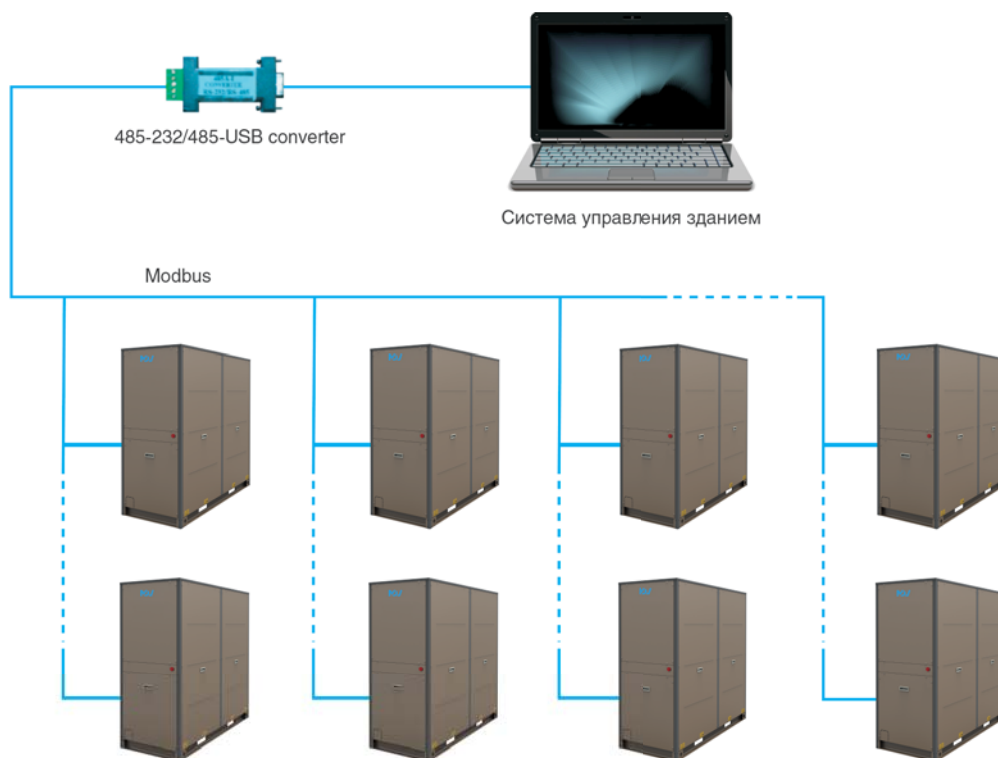 485-232/485-USB converter
Система управления зданием
Modbus